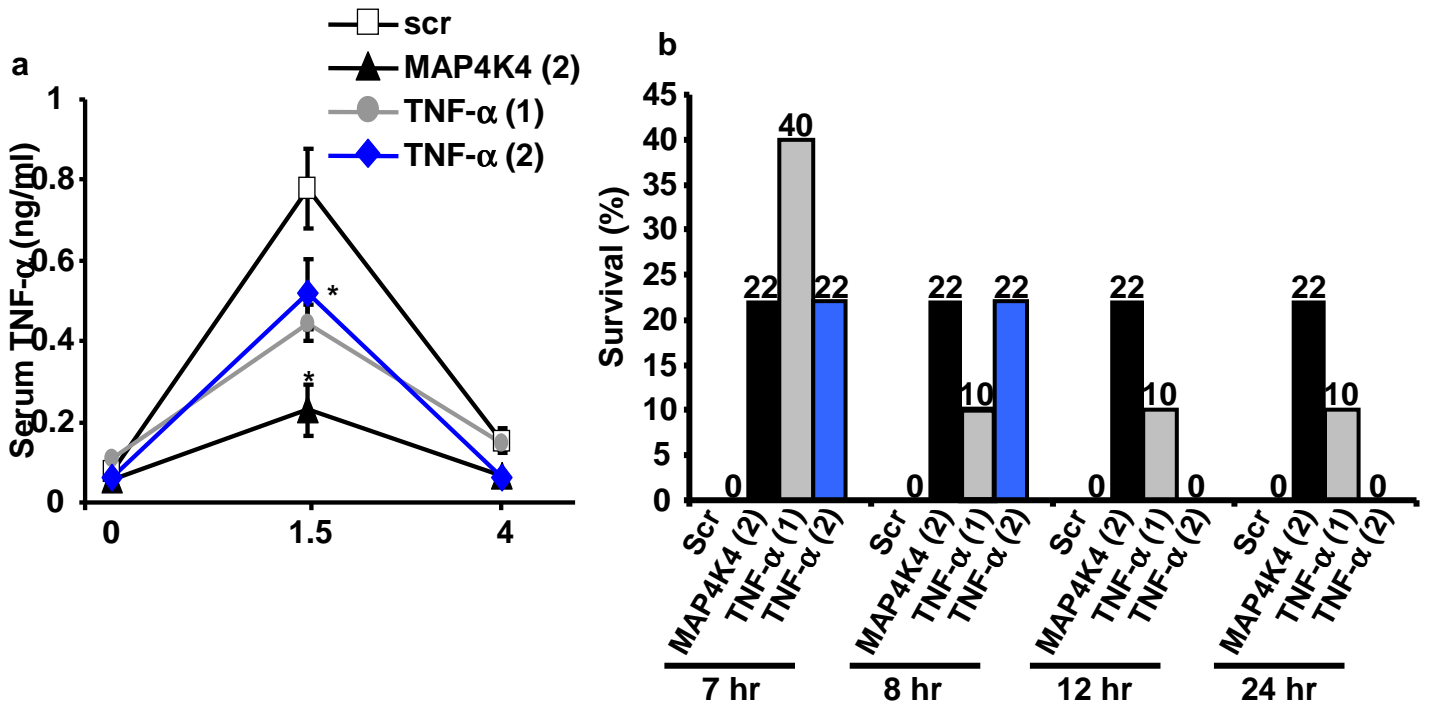 a
scr
MAP4K4 (2)
TNF-α (1)
TNF-α (2)
Serum TNF-α (ng/ml)
1
0.8
0.6
0.4
0.2
0
0
1.5
4
*
*
b
Survival (%)
45
40
35
30
25
20
15
10
5
0
0
22
40
22
0
22
10
22
0
22
10
0
0
22
10
0
Scr
MAP4K4 (2)
TNF-α (1)
TNF-α (2)
Scr
MAP4K4 (2)
TNF-α (1)
TNF-α (2)
Scr
MAP4K4 (2)
TNF-α (1)
TNF-α (2)
Scr
MAP4K4 (2)
TNF-α (1)
TNF-α (2)
7 hr
8 hr
12 hr
24 hr